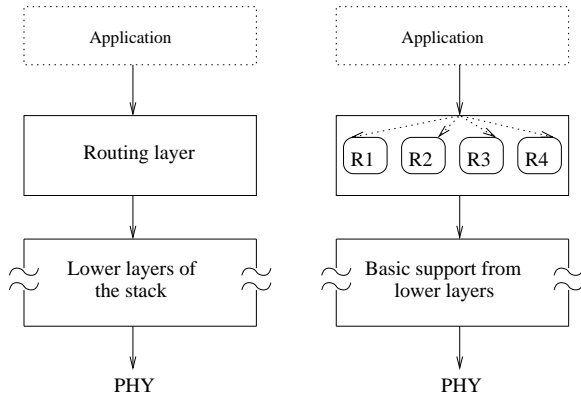 Application
Routing layer
Lower layers of
the stack
PHY
Application
R1 R2 R3 R4
Basic support from
lower layers
PHY